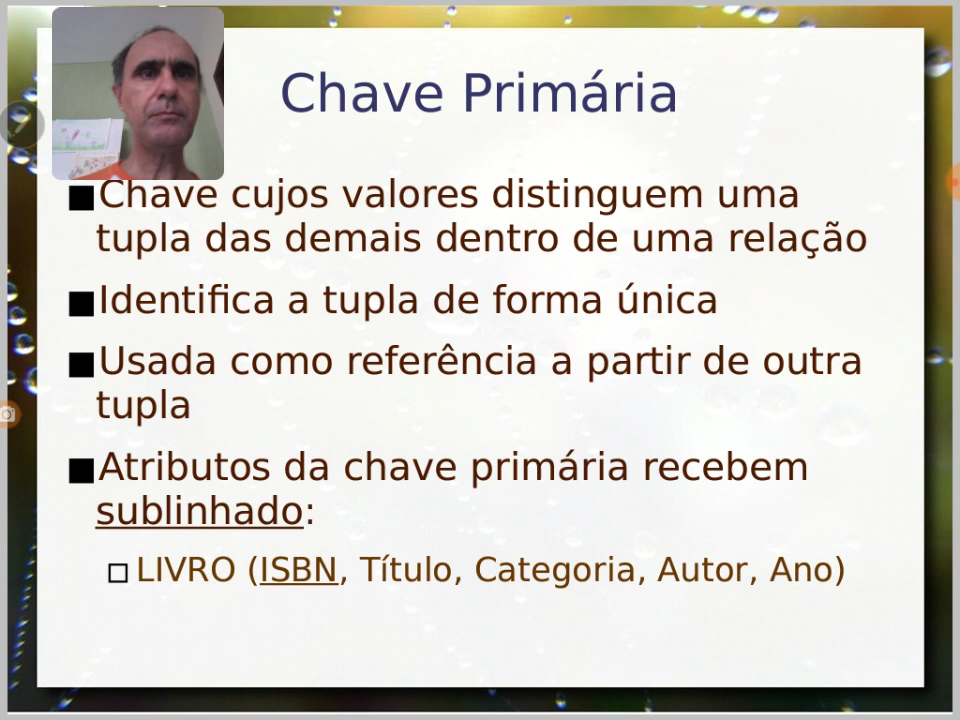 Chave Primária
Chave cujos valores distinguem uma
tupla das demais dentro de uma relação
Identifica a tupla de forma única
Usada como referência a partir de outra
tupla
Atributos da chave primária recebem
sublinhado:
LIVRO (ISBN, Título, Categoria, Autor, Ano)